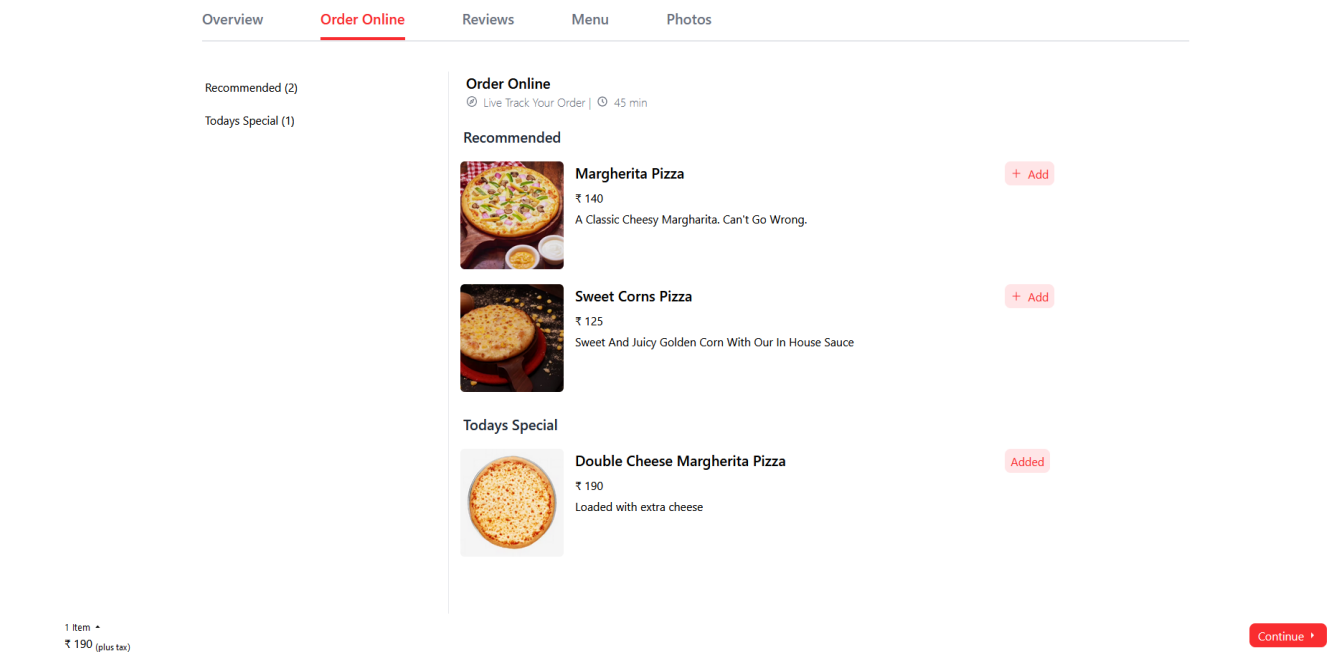 Overview Order Online Reviews Menu Photos
Recommended (2)
Todays Special (1)
Order Online
Live Track Your Order | 45 min
Recommended
Margherita Pizza
+ Add
₹ 140
A Classic Cheesy Margharita. Can't Go Wrong.
Sweet Corns Pizza
+ Add
₹ 125
Sweet And Juicy Golden Corn With Our In House Sauce
Todays Special
Double Cheese Margherita Pizza
Added
₹ 190
Loaded with extra cheese
1 Item
₹ 190 (plus tax)
Continue